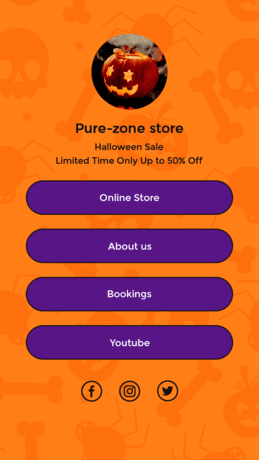 Pure-zone store
Halloween Sale
Limited Time Only Up to 50% Off
Online Store
About us
Bookings
Youtube